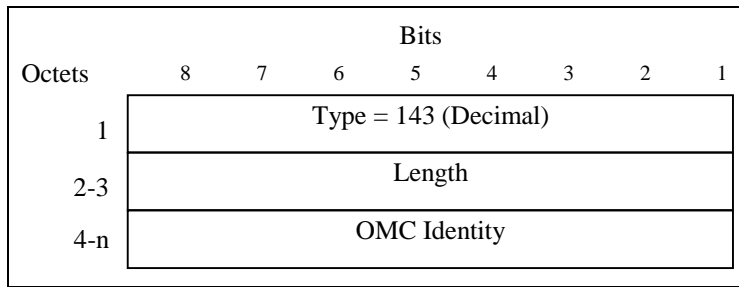 Bits
Octets 8 7 6 5 4 3 2 1
1 Type = 143 (Decimal)
2-3 Length
4-n OMC Identity